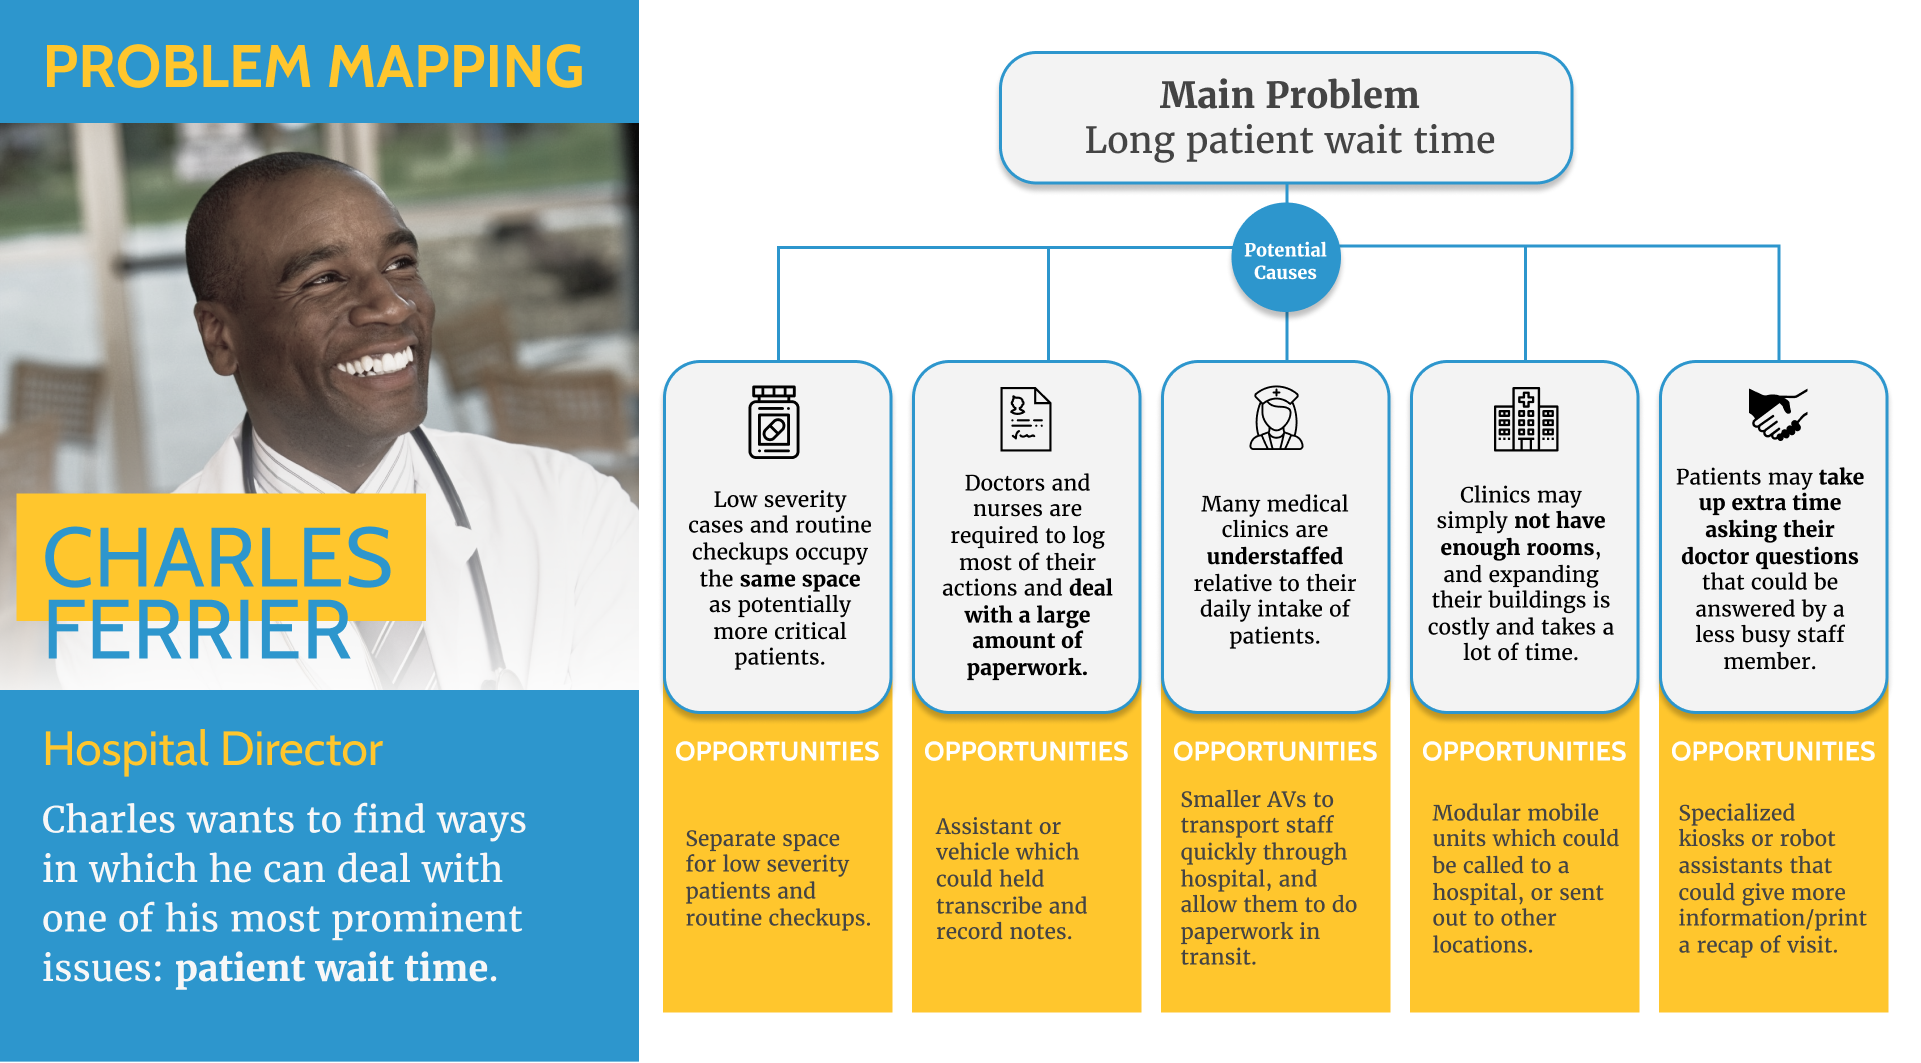 PROBLEM MAPPING
CHARLES
FERRIER
Hospital Director
Charles wants to find ways
in which he can deal with
one of his most prominent
issues: patient wait time.
Main Problem
Long patient wait time
Potential
Causes
Low severity
cases and routine
checkups occupy
the same space
as potentially
more critical
patients.
OPPORTUNITIES
Separate space
for low severity
patients and
routine checkups.
Doctors and
nurses are
required to log
most of their
actions and deal
with a large
amount of
paperwork.
OPPORTUNITIES
Assistant or
vehicle which
could held
transcribe and
record notes.
Many medical
clinics are
understaffed
relative to their
daily intake of
patients.
OPPORTUNITIES
Smaller AVs to
transport staff
quickly through
hospital, and
allow them to do
paperwork in
transit.
Clinics may
simply not have
enough rooms,
and expanding
their buildings is
costly and takes a
lot of time.
OPPORTUNITIES
Modular mobile
units which could
be called to a
hospital, or sent
out to other
locations.
Patients may take
up extra time
asking their
doctor questions
that could be
answered by a
less busy staff
member.
OPPORTUNITIES
Specialized
kiosks or robot
assistants that
could give more
information/print
a recap of visit.